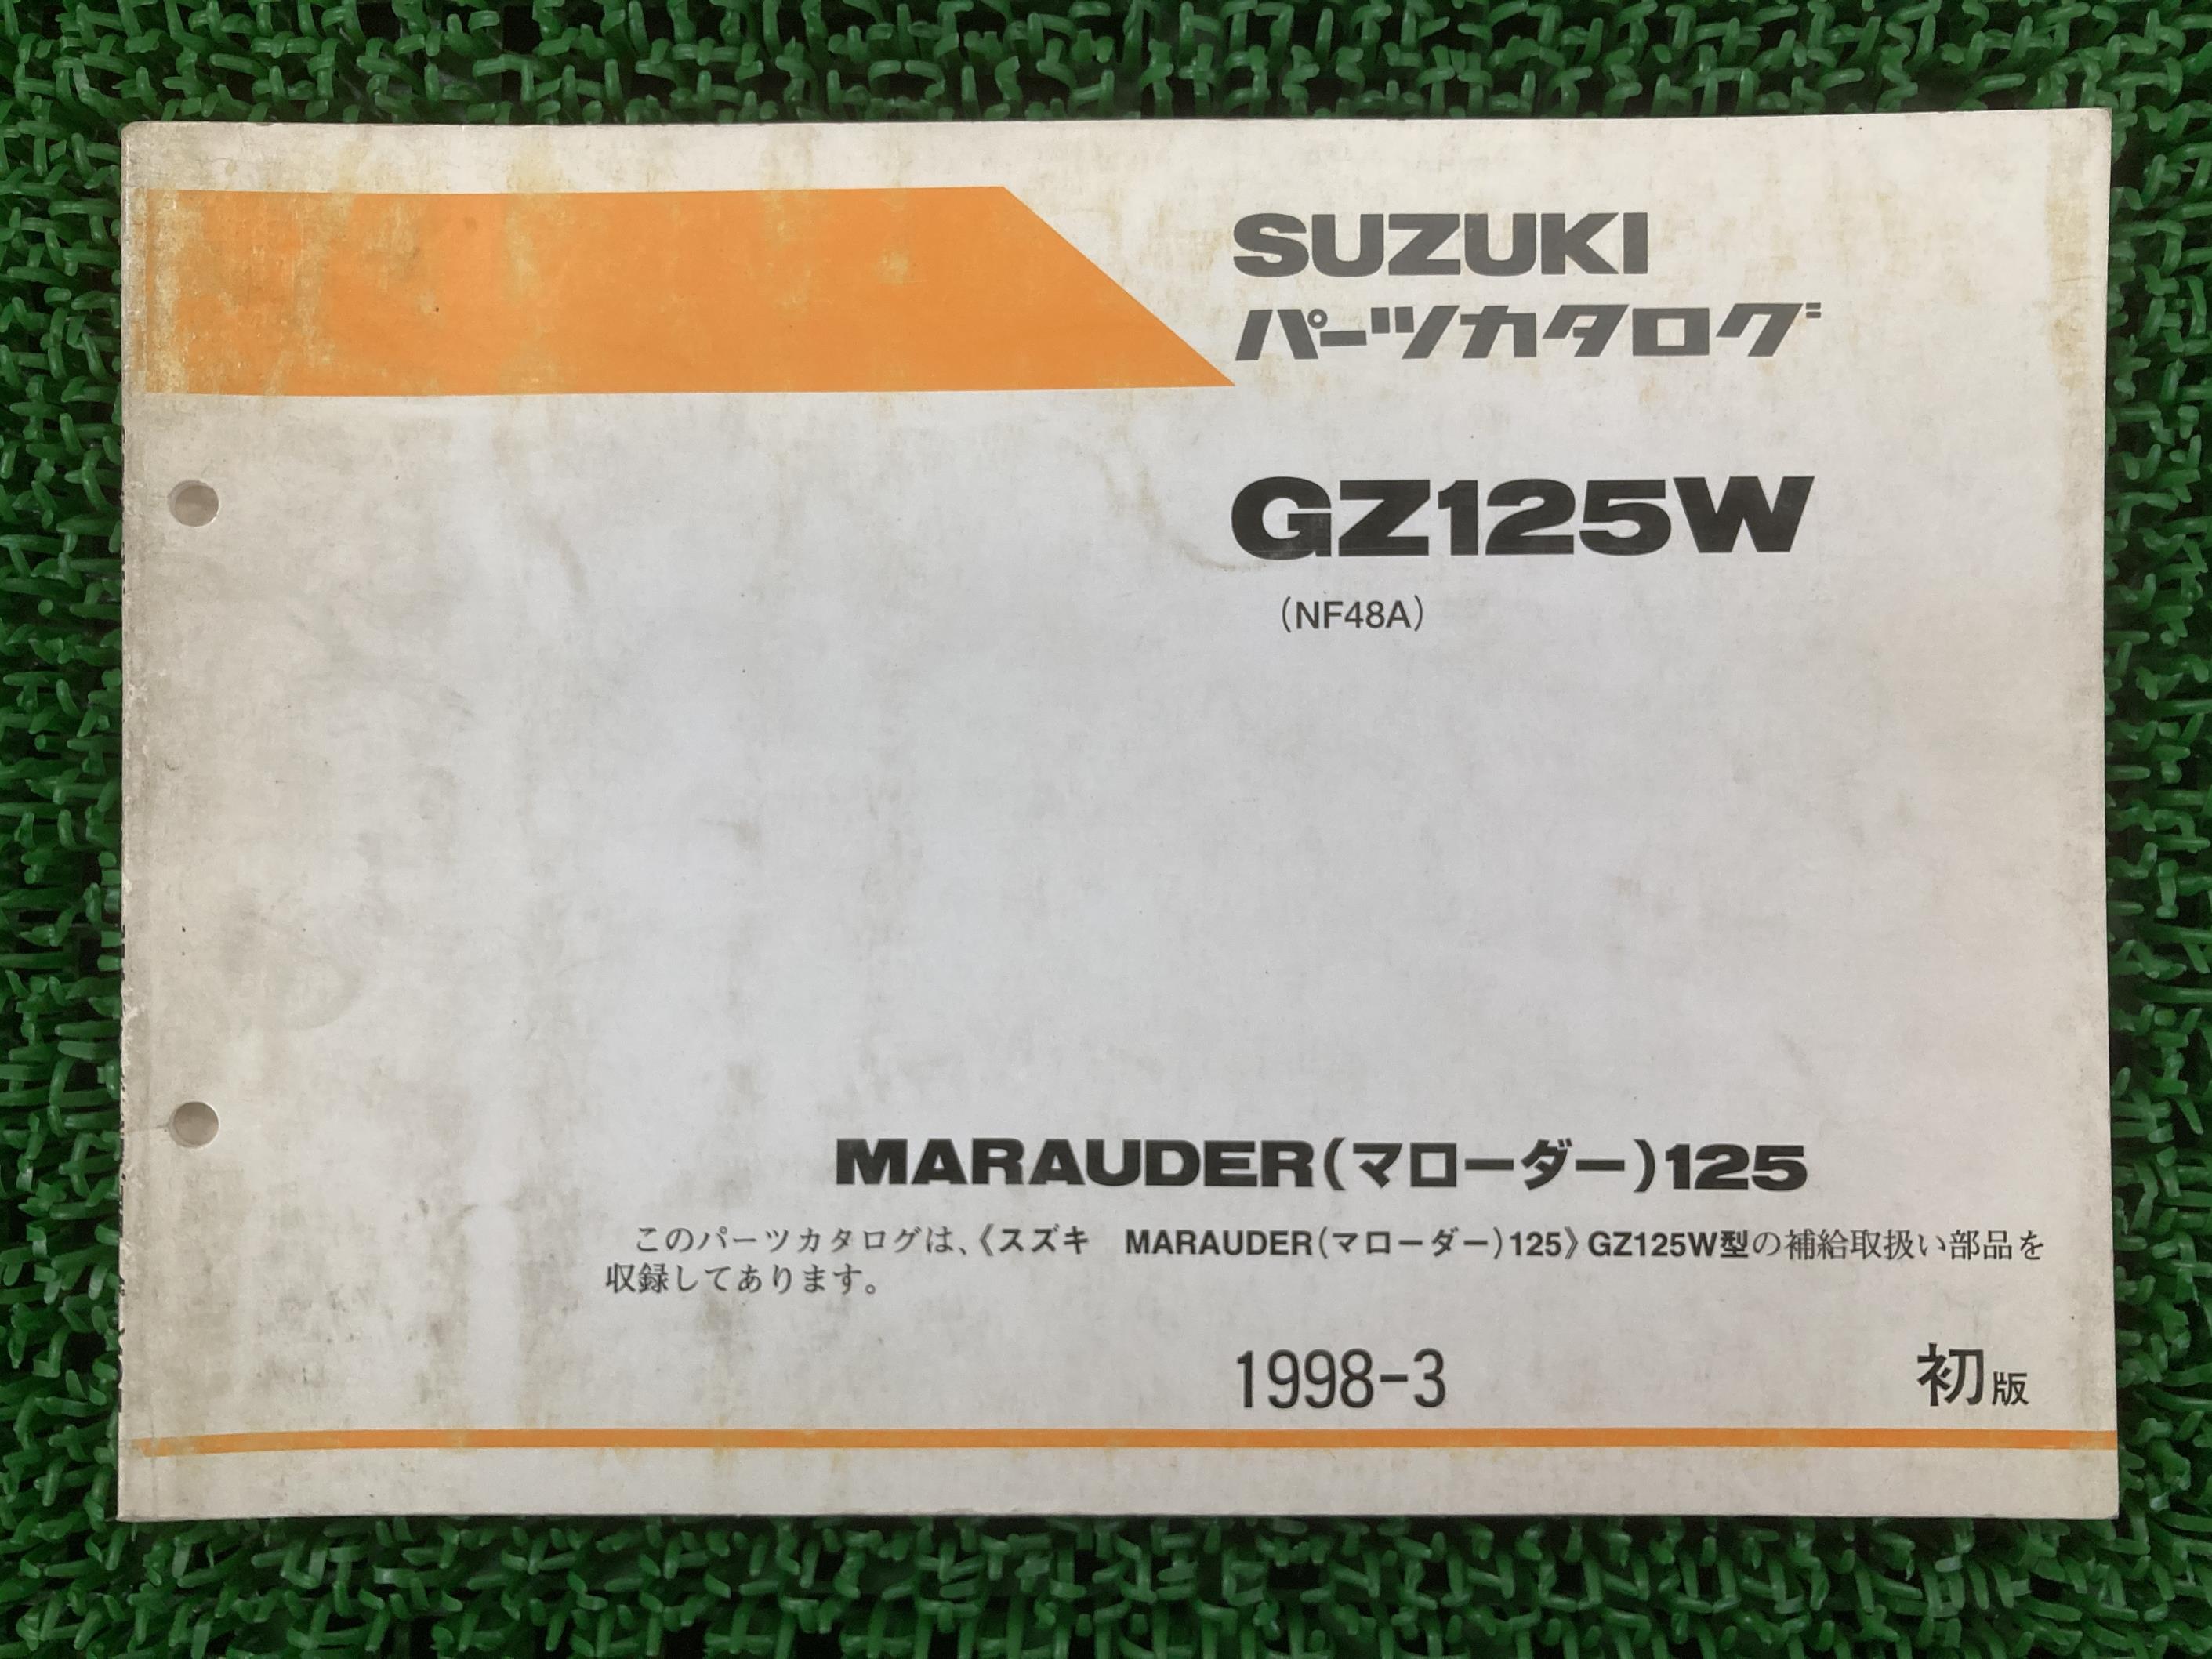 SUZUKI
パーツカタログ
GZ125W
(NF48A)
MARAUDER(マローダー)125
このパーツカタログは、《スズキ　MARAUDER(マローダー)125》GZ125W型の補給取扱い部品を
収録してあります。
1998-3
初版